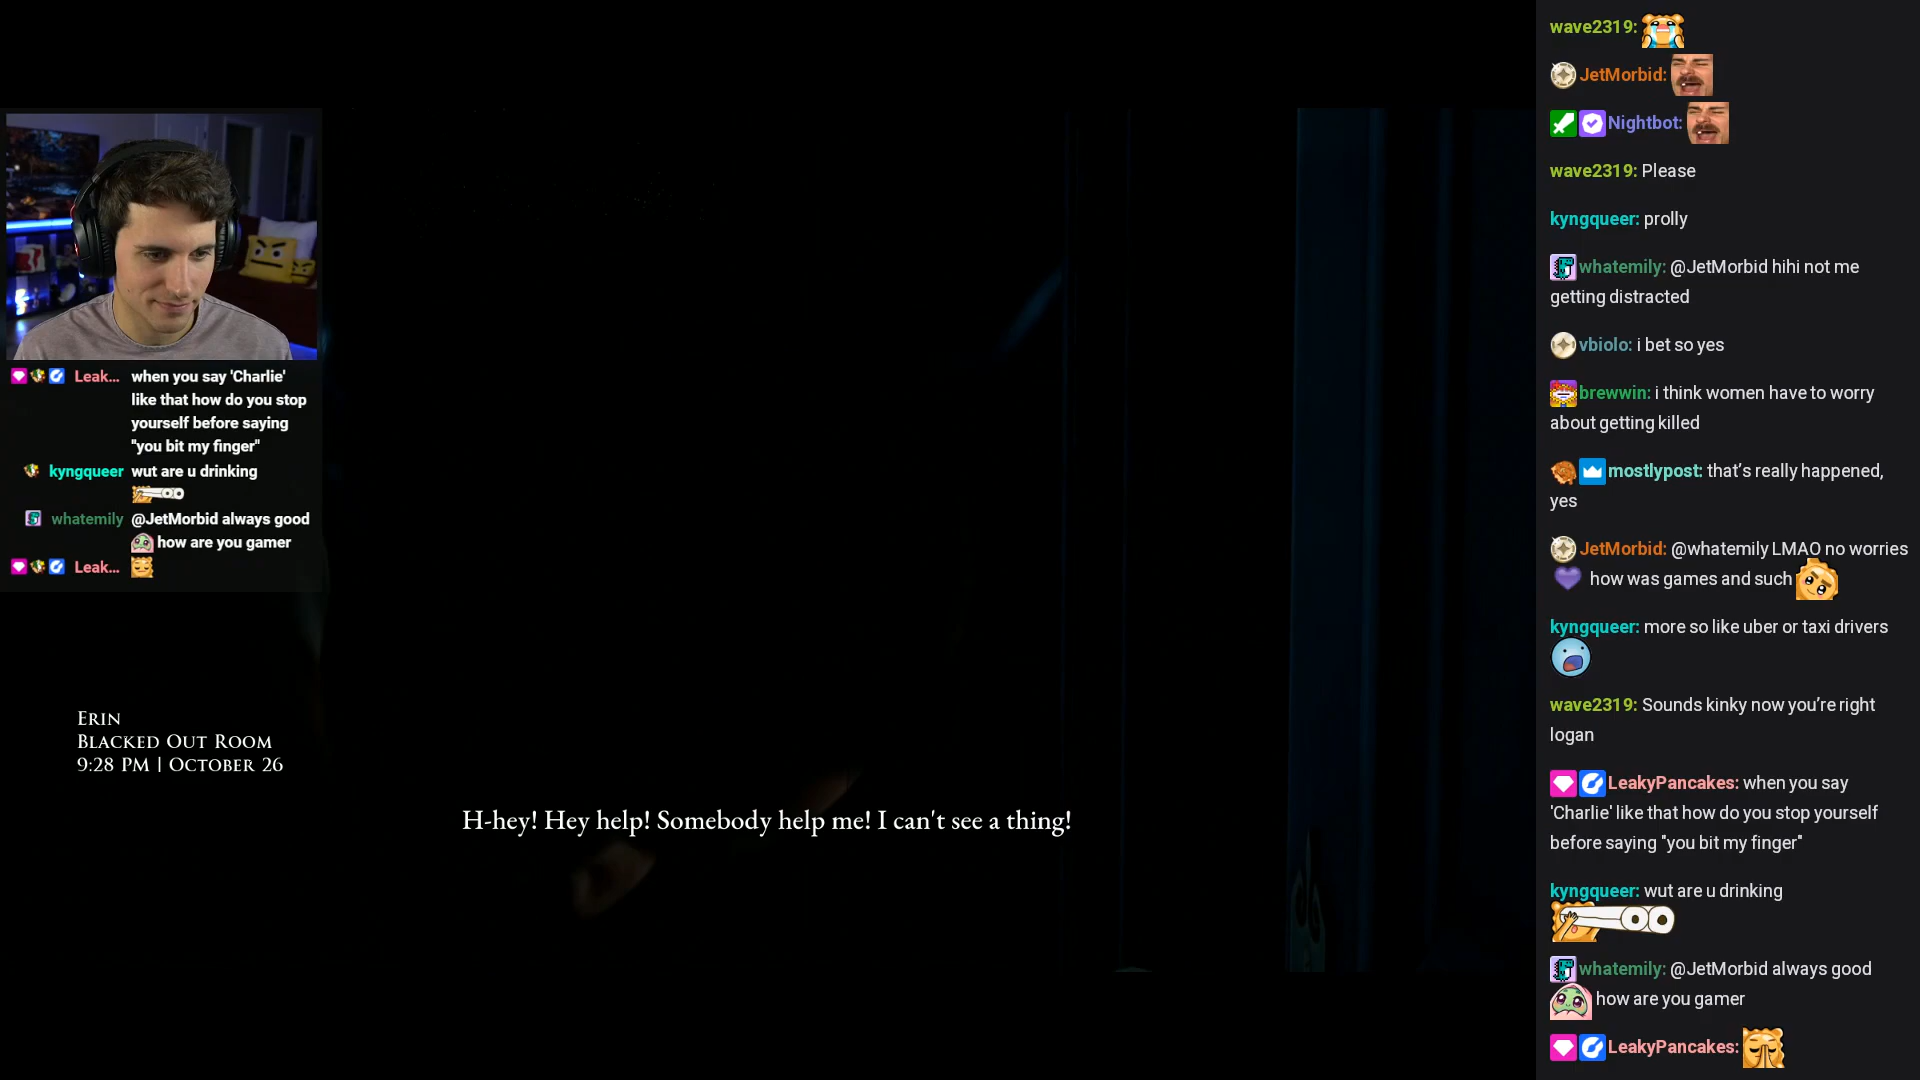 when you say 'Charlie'
Leak...
like that how do you stop
yourself before saying
"you bit my finger"
kyngqueer wut are u drinking
whatemily @JetMorbid always good
how are you gamer
Leak...
Erin
Blacked Out Room
9:28 PM | October 26
H-hey! Hey help! Somebody help me! I can't see a thing!
wave2319:
JetMorbid:
Nightbot:
wave2319: Please
kyngqueer: prolly
whatemily: @JetMorbid hihi not me
getting distracted
vbiolo: i bet so yes
brewwin: i think women have to worry
about getting killed
mostlypost: that’s really happened,
yes
JetMorbid: @whatemily LMAO no worries
how was games and such
kyngqueer: more so like uber or taxi drivers
wave2319: Sounds kinky now you’re right
logan
LeakyPancakes: when you say
'Charlie' like that how do you stop yourself
before saying "you bit my finger"
kyngqueer: wut are u drinking
whatemily: @JetMorbid always good
how are you gamer
LeakyPancakes: